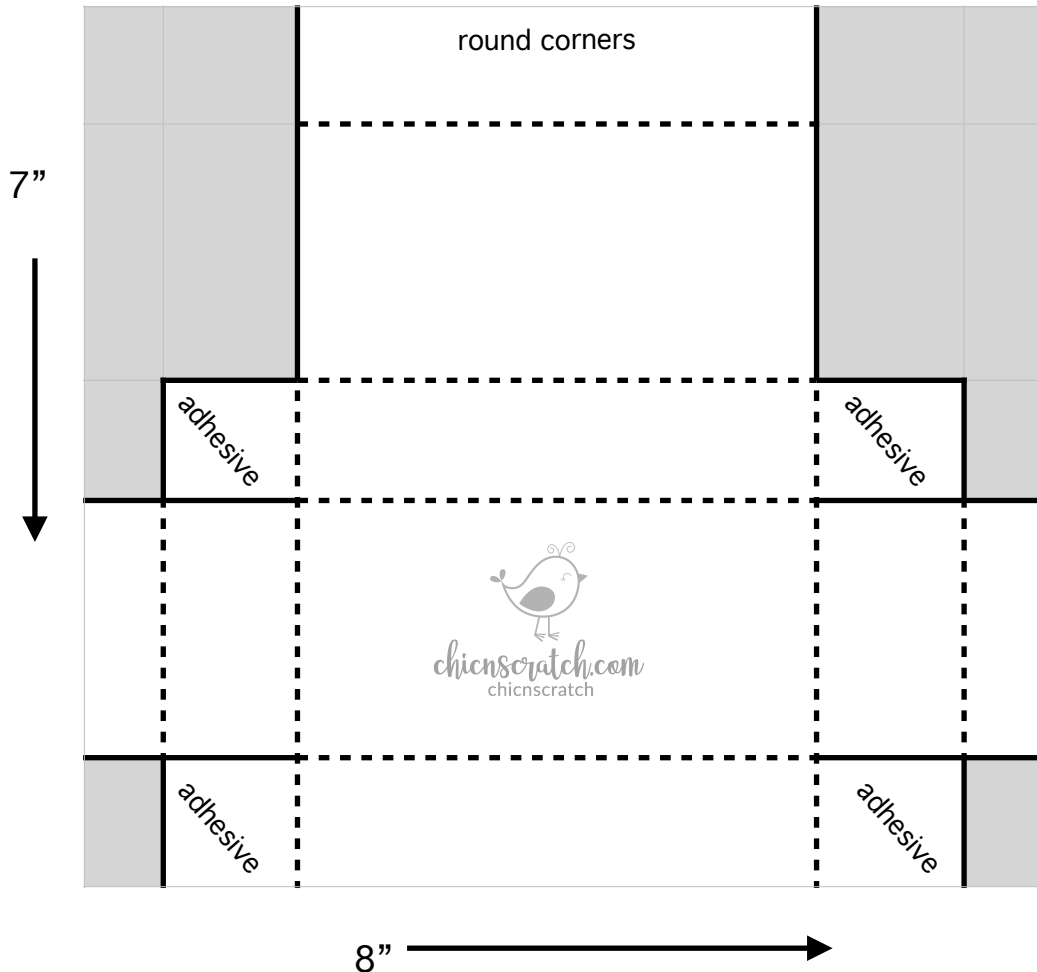 round corners
7”
adhesive
adhesive
chicnscratch.com
chicnscratch
adhesive
adhesive
8”